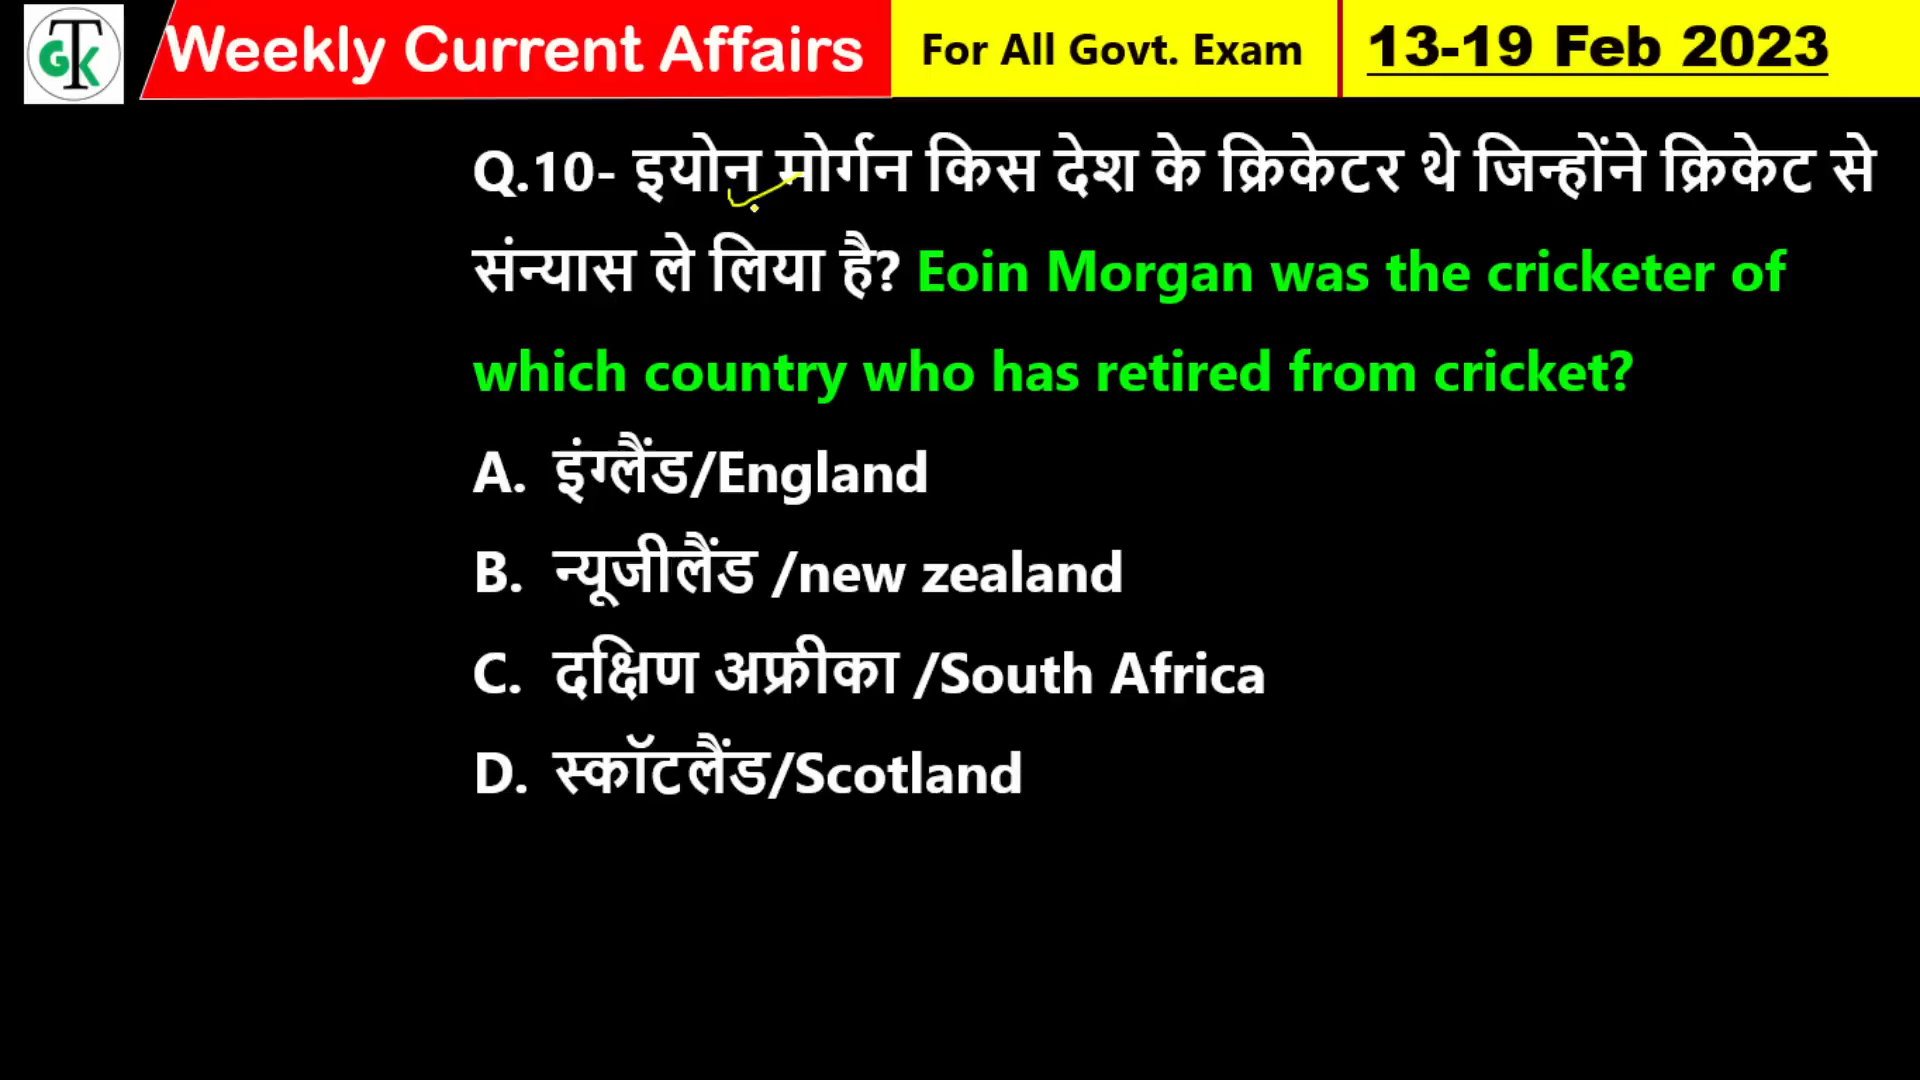 GTK Weekly Current Affairs For All Govt. Exam 13-19 Feb 2023
Q.10- इयोन मोर्गन किस देश के क्रिकेटर थे जिन्होंने क्रिकेट से
संन्यास ले लिया है? Eoin Morgan was the cricketer of
which country who has retired from cricket?
A. इंग्लैंड/England
B. न्यूजीलैंड /new zealand
C. दक्षिण अफ्रीका /South Africa
D. स्कॉटलैंड/Scotland